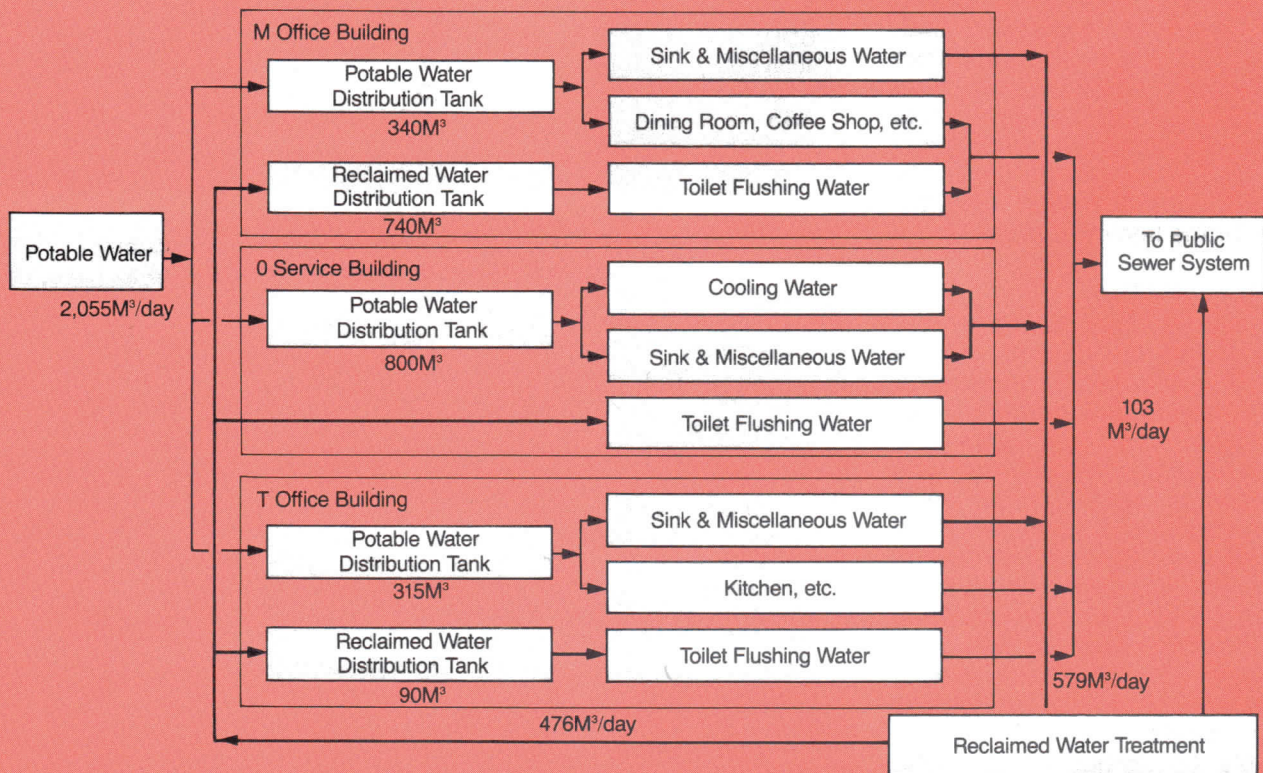 M Office Building
Potable Water
Distribution Tank
340M³
Sink & Miscellaneous Water
Dining Room, Coffee Shop, etc.
Reclaimed Water
Distribution Tank
740M³
Toilet Flushing Water
Potable Water
2,055M³/day
To Public
Sewer System
0 Service Building
Potable Water
Distribution Tank
800M³
Cooling Water
Sink & Miscellaneous Water
Toilet Flushing Water
103
M³/day
T Office Building
Potable Water
Distribution Tank
315M³
Sink & Miscellaneous Water
Kitchen, etc.
Reclaimed Water
Distribution Tank
90M³
Toilet Flushing Water
579M³/day
476M³/day
Reclaimed Water Treatment